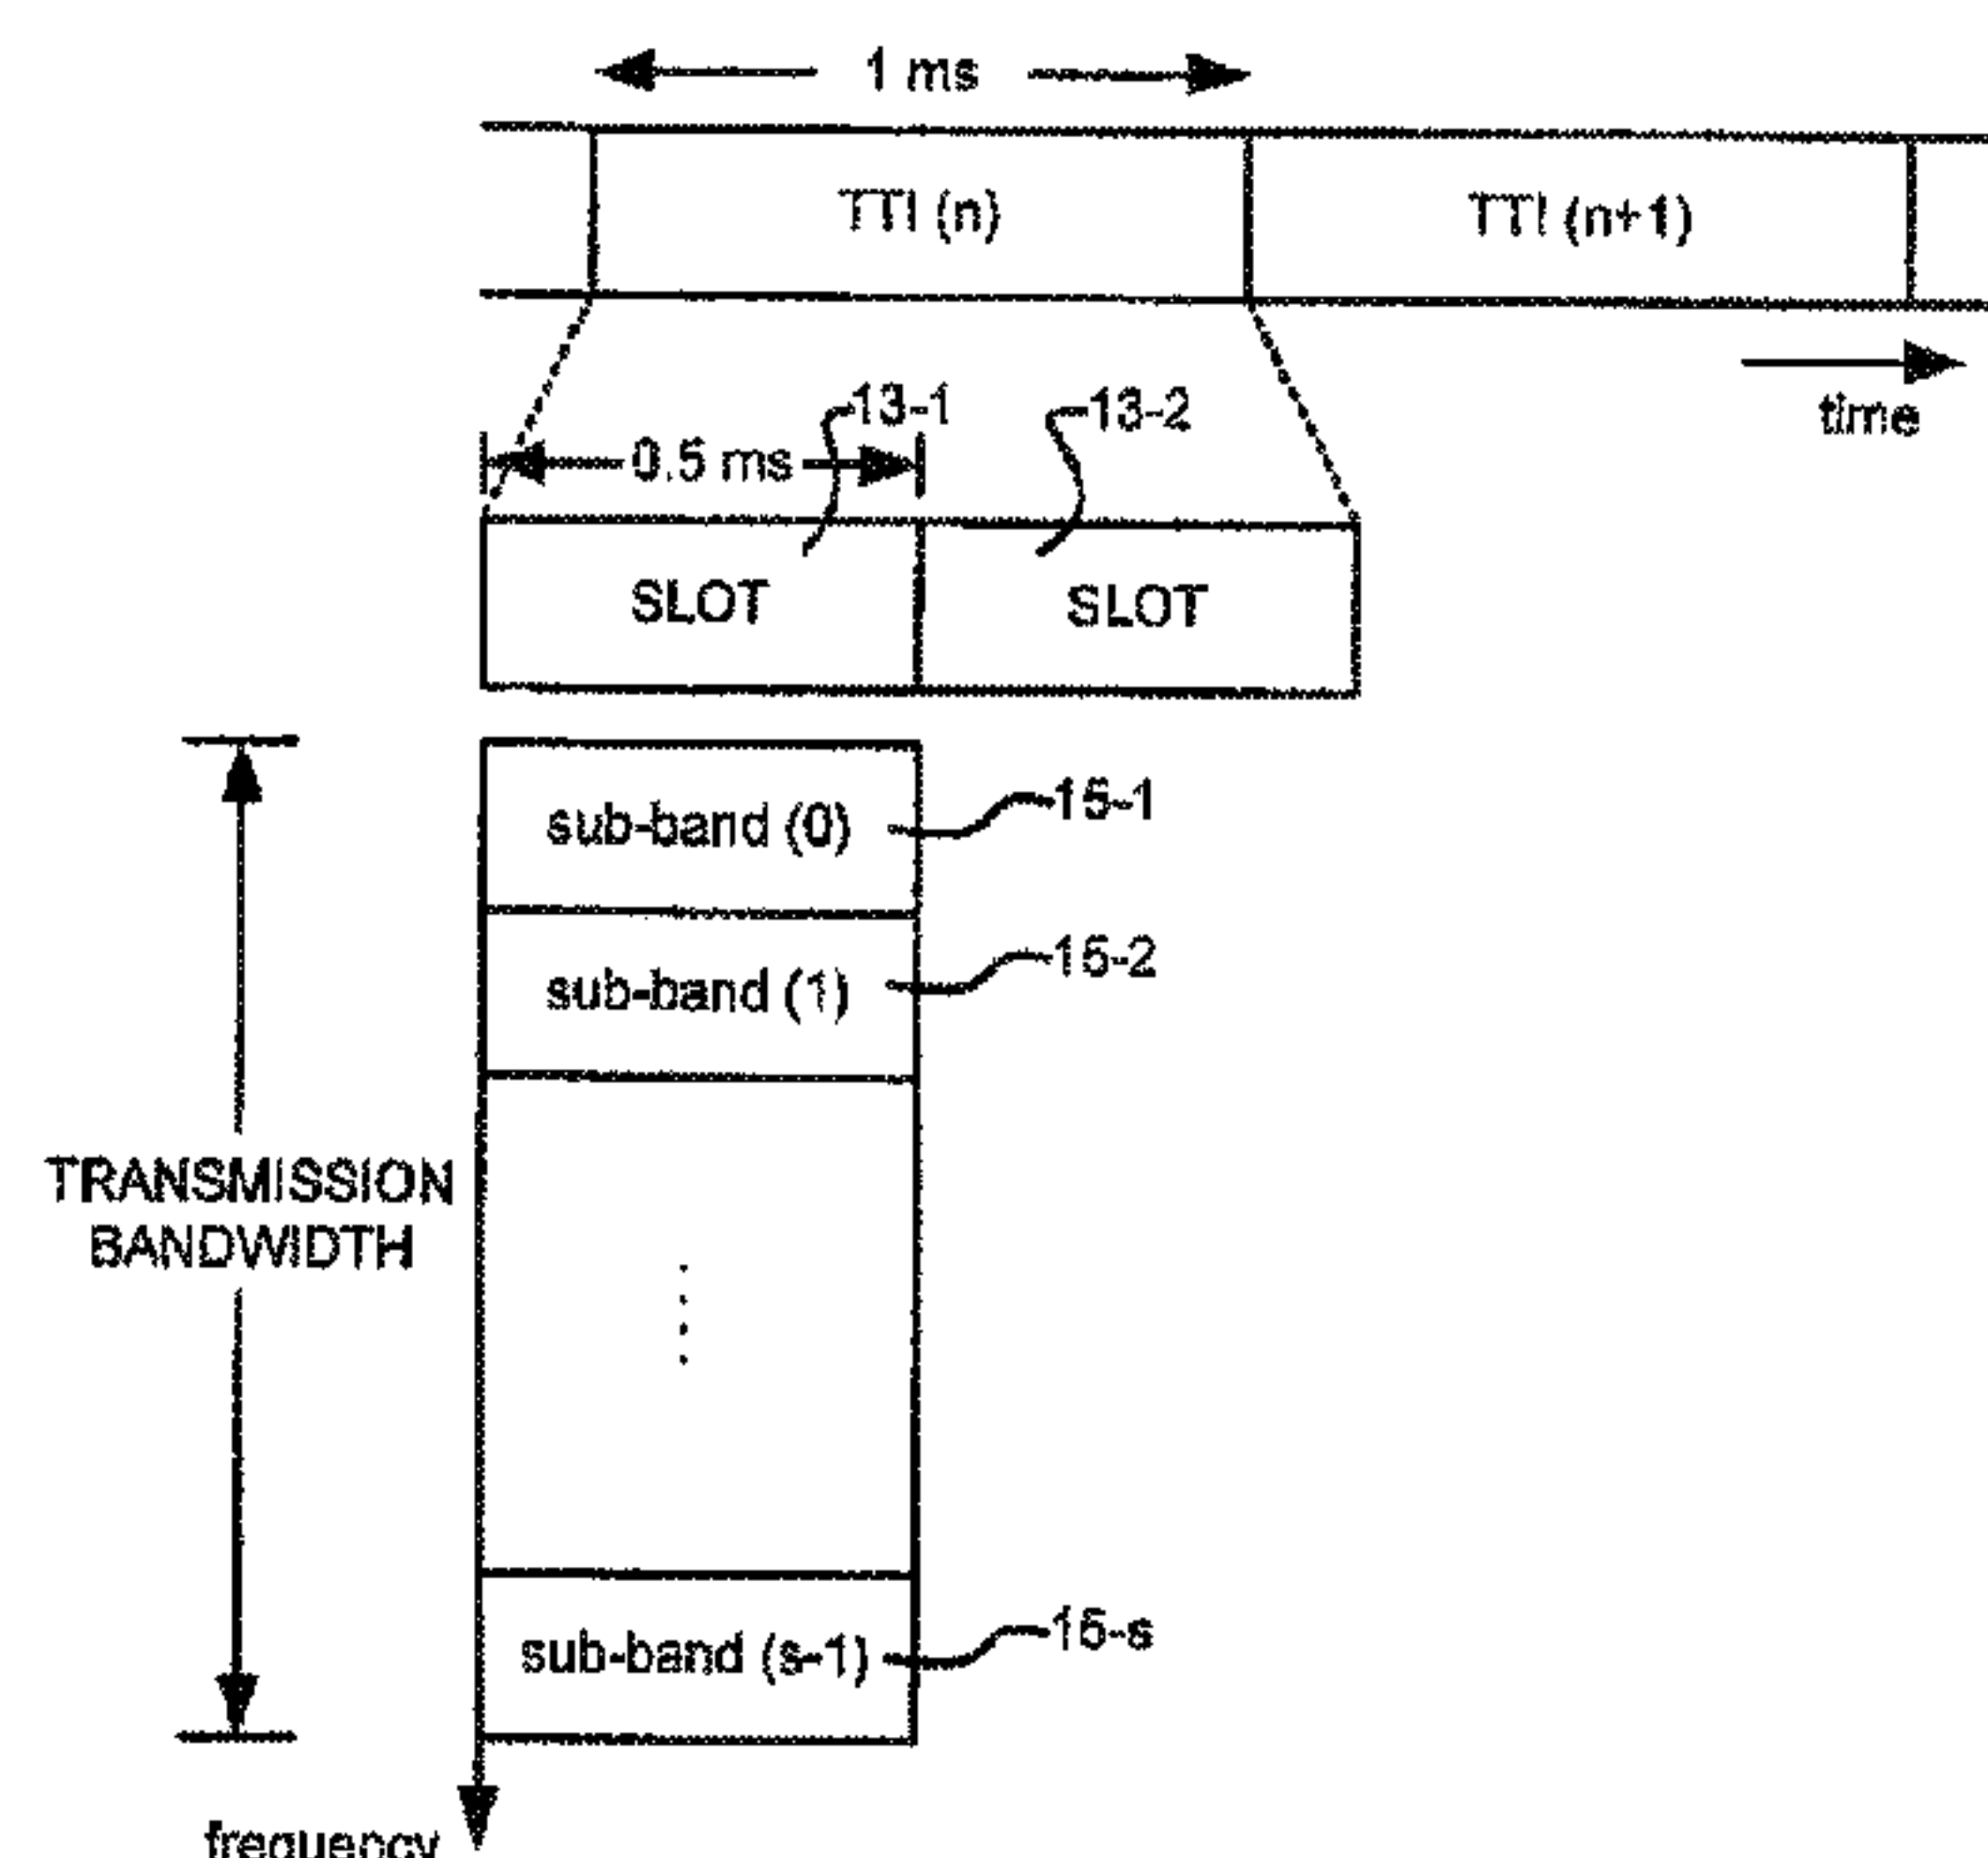 1 ms
TTI (n)
TTI (n+1)
time
13-1
13-2
0.5 ms
SLOT
SLOT
sub-band (0)
15-1
sub-band (1)
15-2
TRANSMISSION
BANDWIDTH
sub-band (s-1)
15-s
frequency